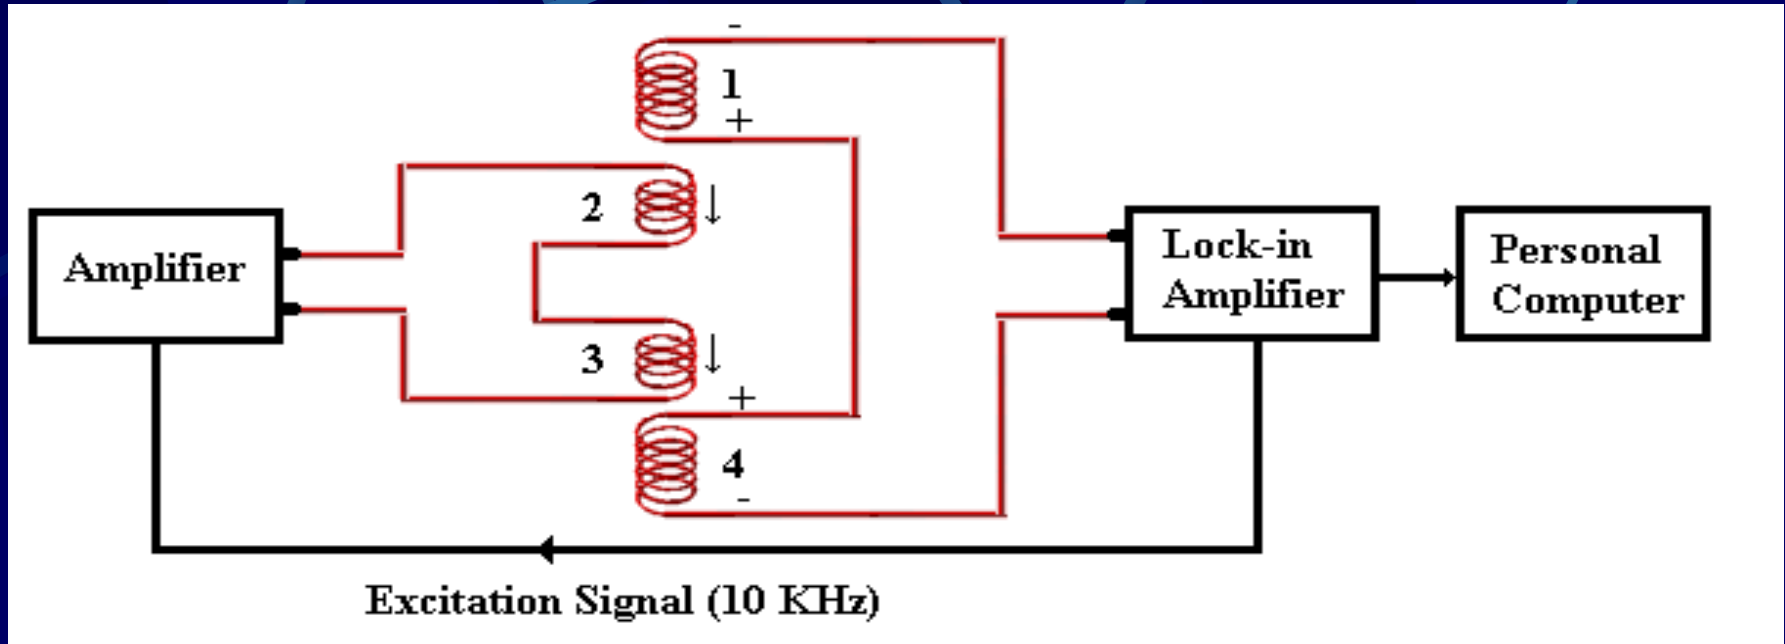 -
1
+
2
↓
Amplifier
Lock-in
Amplifier
Personal
Computer
3
↓
+
4
-
Excitation Signal (10 KHz)